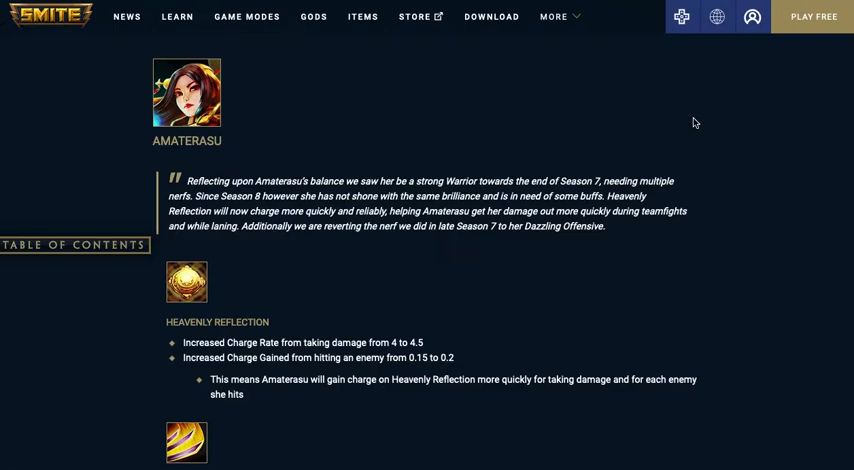 SMITE
NEWS LEARN GAME MODES GODS ITEMS STORE DOWNLOAD MORE PLAY FREE
AMATERASU
" Reflecting upon Amaterasu's balance we saw her be a strong Warrior towards the end of Season 7, needing multiple
nerfs. Since Season 8 however she has not shone with the same brilliance and is in need of some buffs. Heavenly
Reflection will now charge more quickly and reliably, helping Amaterasu get her damage out more quickly during teamfights
and while laning. Additionally we are reverting the nerf we did in late Season 7 to her Dazzling Offensive.
TABLE OF CONTENTS
HEAVENLY REFLECTION
Increased Charge Rate from taking damage from 4 to 4.5
Increased Charge Gained from hitting an enemy from 0.15 to 0.2
This means Amaterasu will gain charge on Heavenly Reflection more quickly for taking damage and for each enemy
she hits